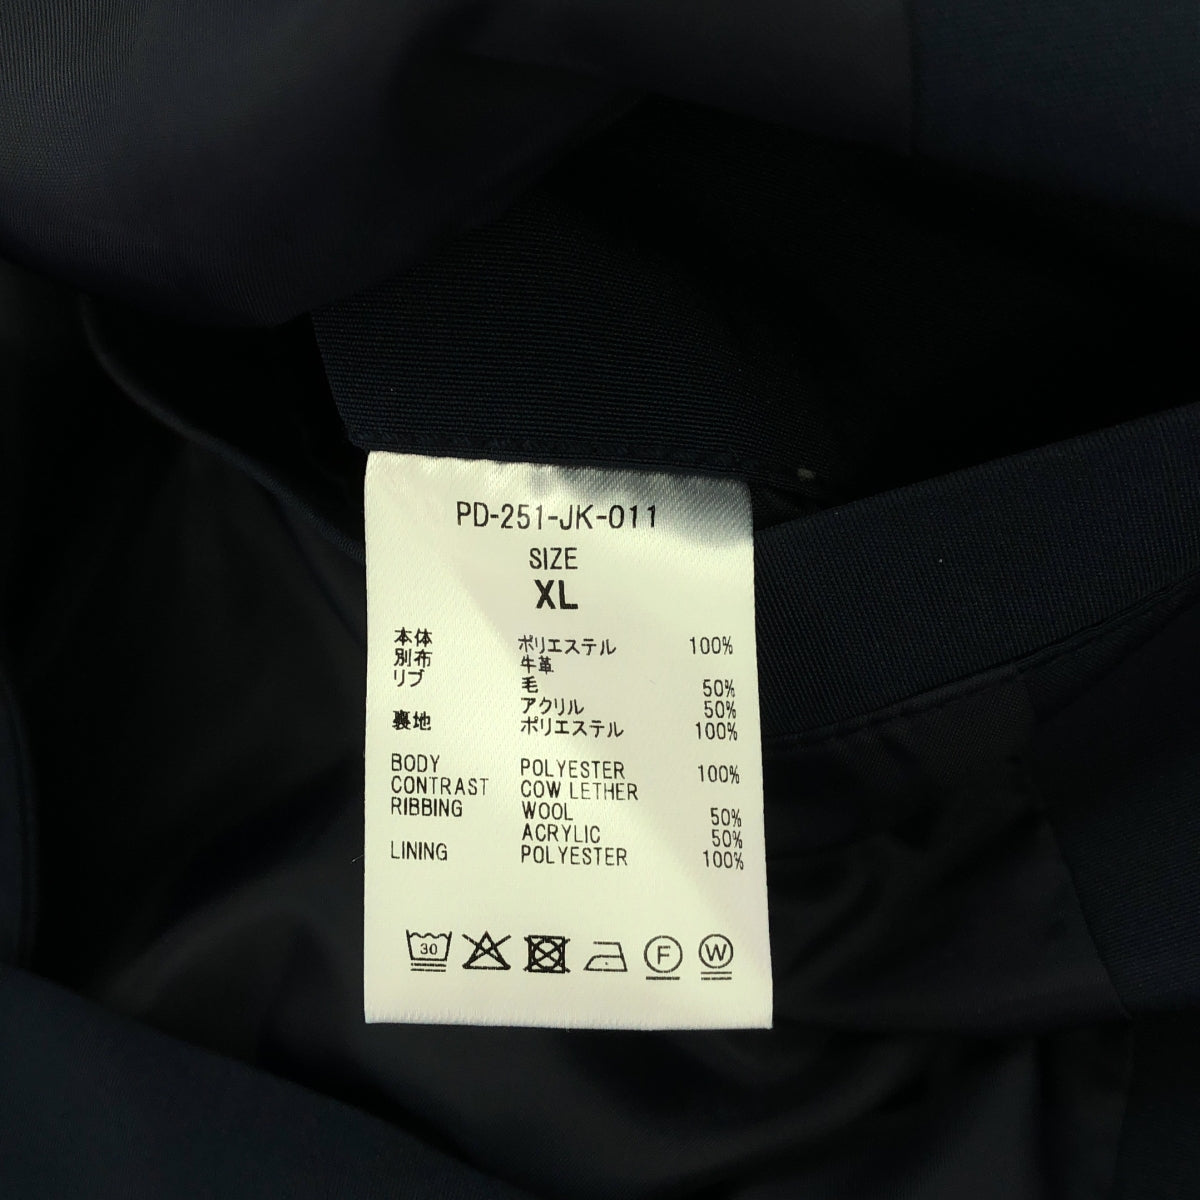 PD-251-JK-011
SIZE
XL
本体 ポリエステル 100%
別布 牛革
リブ 毛 50%
アクリル 50%
裏地 ポリエステル 100%
BODY POLYESTER 100%
CONTRAST COW LETHER
RIBBING WOOL 50%
ACRYLIC 50%
LINING POLYESTER 100%
30 F W